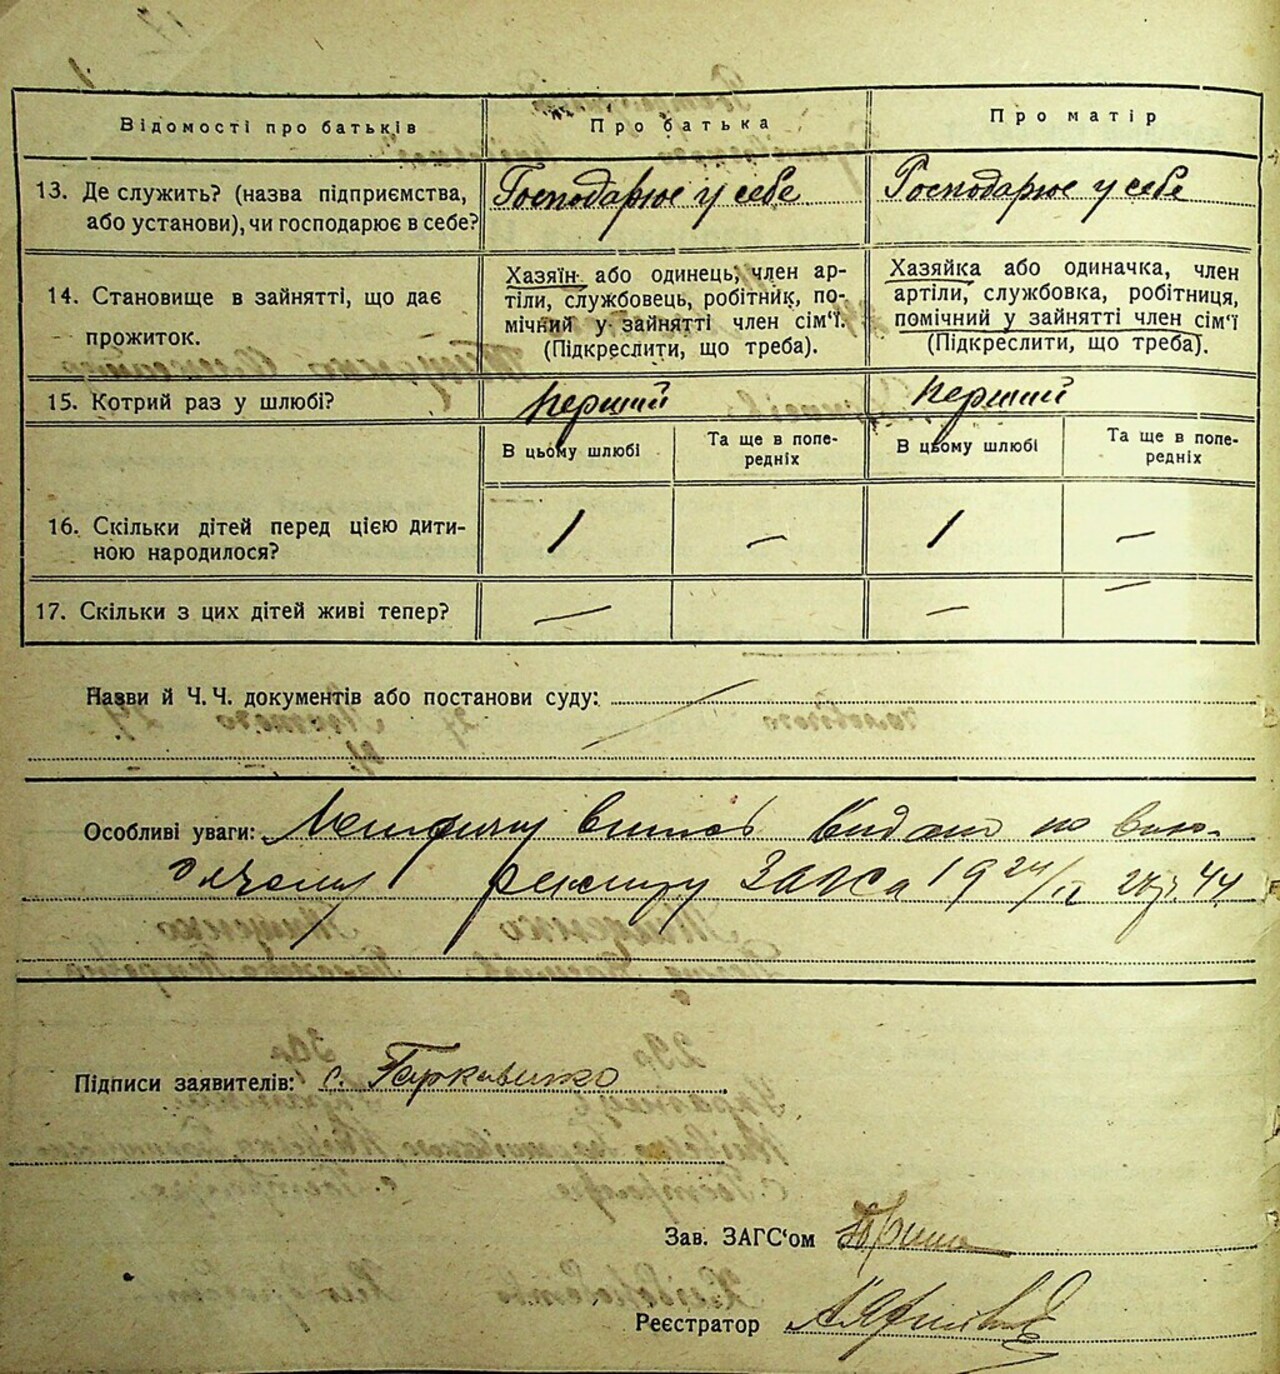 Відомості про батьків
Про батька
Про матір
13. Де служить? (назва підприємства,
або установи), чи господарює в себе?
Господарює у себе
Господарює у себе
14. Становище в зайнятті, що дає
прожиток.
Хазяїн або одинець, член ар-
тіли, службовець, робітник, по-
мічний у зайнятті член сім‘ї.
(Підкреслити, що треба).
Хазяйка або одиначка, член
артіли, службовка, робітниця,
помічний у зайнятті член сім‘ї
(Підкреслити, що треба).
15. Котрий раз у шлюбі?
перший
перший
В цьому шлюбі
Та ще в попе-
редніх
В цьому шлюбі
Та ще в попе-
редніх
16. Скільки дітей перед цією дити-
ною народилося?
1
—
1
—
17. Скільки з цих дітей живі тепер?
—
—
—
Назви й Ч. Ч. документів або постанови суду:
Особливі уваги:
ЗАГСа 19
Підписи заявителів: с. Гаркавенко
Зав. ЗАГС‘ом
Реєстратор